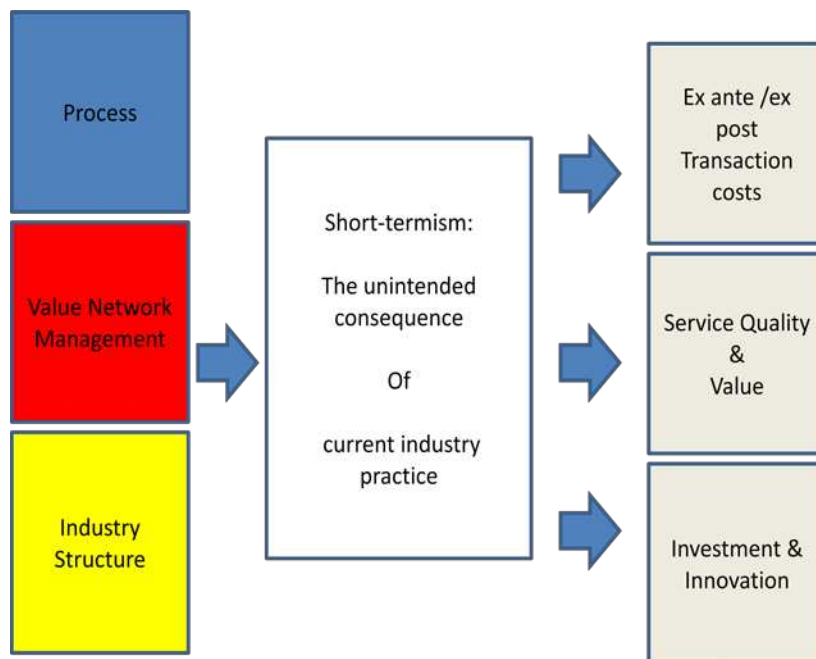 Process
Value Network
Management
Industry
Structure
Short-termism:
The unintended
consequence
Of
current industry
practice
Ex ante /ex
post
Transaction
costs
Service Quality
&
Value
Investment &
Innovation